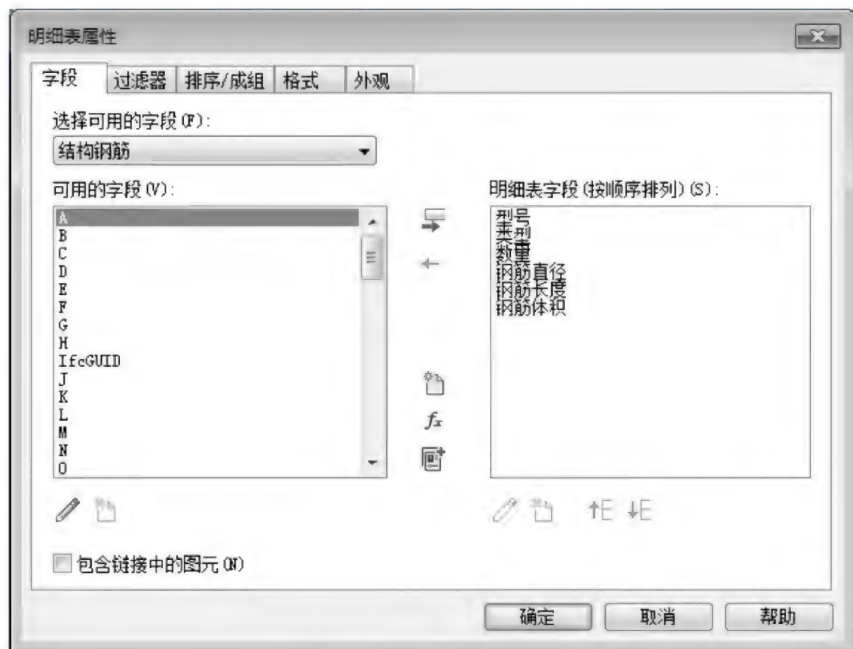 明细表属性
字段 过滤器 排序/成组 格式 外观
选择可用的字段(F):
结构钢筋
可用的字段(V):
明细表字段(按顺序排列)(S):
A
B
C
D
E
F
G
H
IfcGUID
J
K
L
M
N
O
型号
类型
数量
钢筋直径
钢筋长度
钢筋体积
fx
包含链接中的图元(N)
确定 取消 帮助